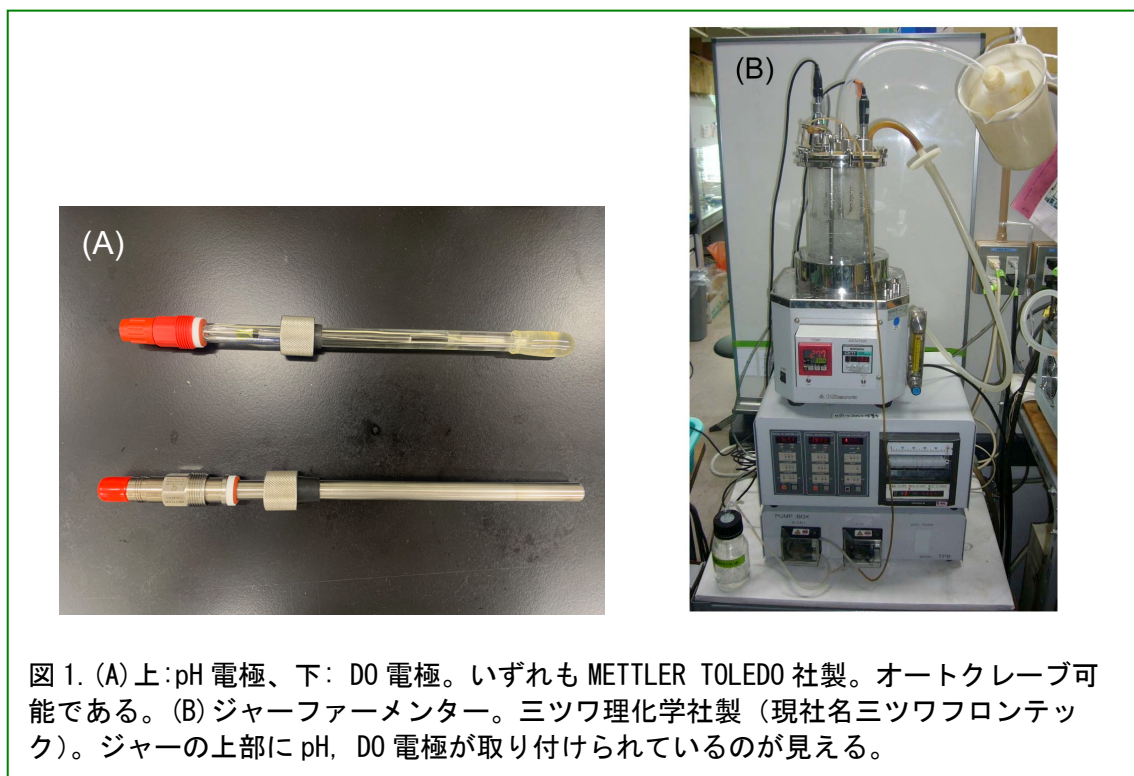 (A)
(B)
PUMP-BOX
図 1. (A)上:pH 電極、下: DO 電極。いずれも METTLER TOLEDO 社製。オートクレーブ可
能である。(B)ジャーファーメンター。三ツワ理化学社製（現社名三ツワフロンテッ
ク）。ジャーの上部に pH, DO 電極が取り付けられているのが見える。